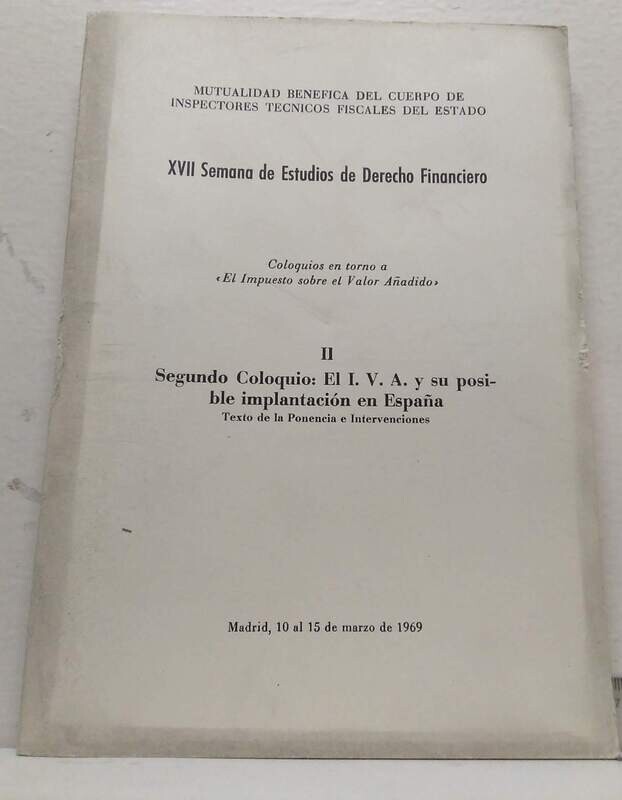 MUTUALIDAD BENEFICA DEL CUERPO DE
INSPECTORES TECNICOS FISCALES DEL ESTADO
XVII Semana de Estudios de Derecho Financiero
Coloquios en torno a
«El Impuesto sobre el Valor Añadido»
II
Segundo Coloquio: El I. V. A. y su posi-
ble implantación en España
Texto de la Ponencia e Intervenciones
Madrid, 10 al 15 de marzo de 1969